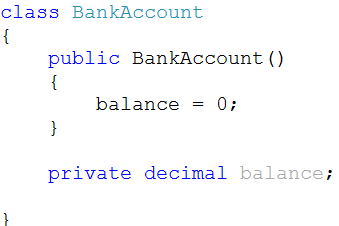 class BankAccount
{
    public BankAccount()
    {
        balance = 0;
    }

    private decimal balance;

}